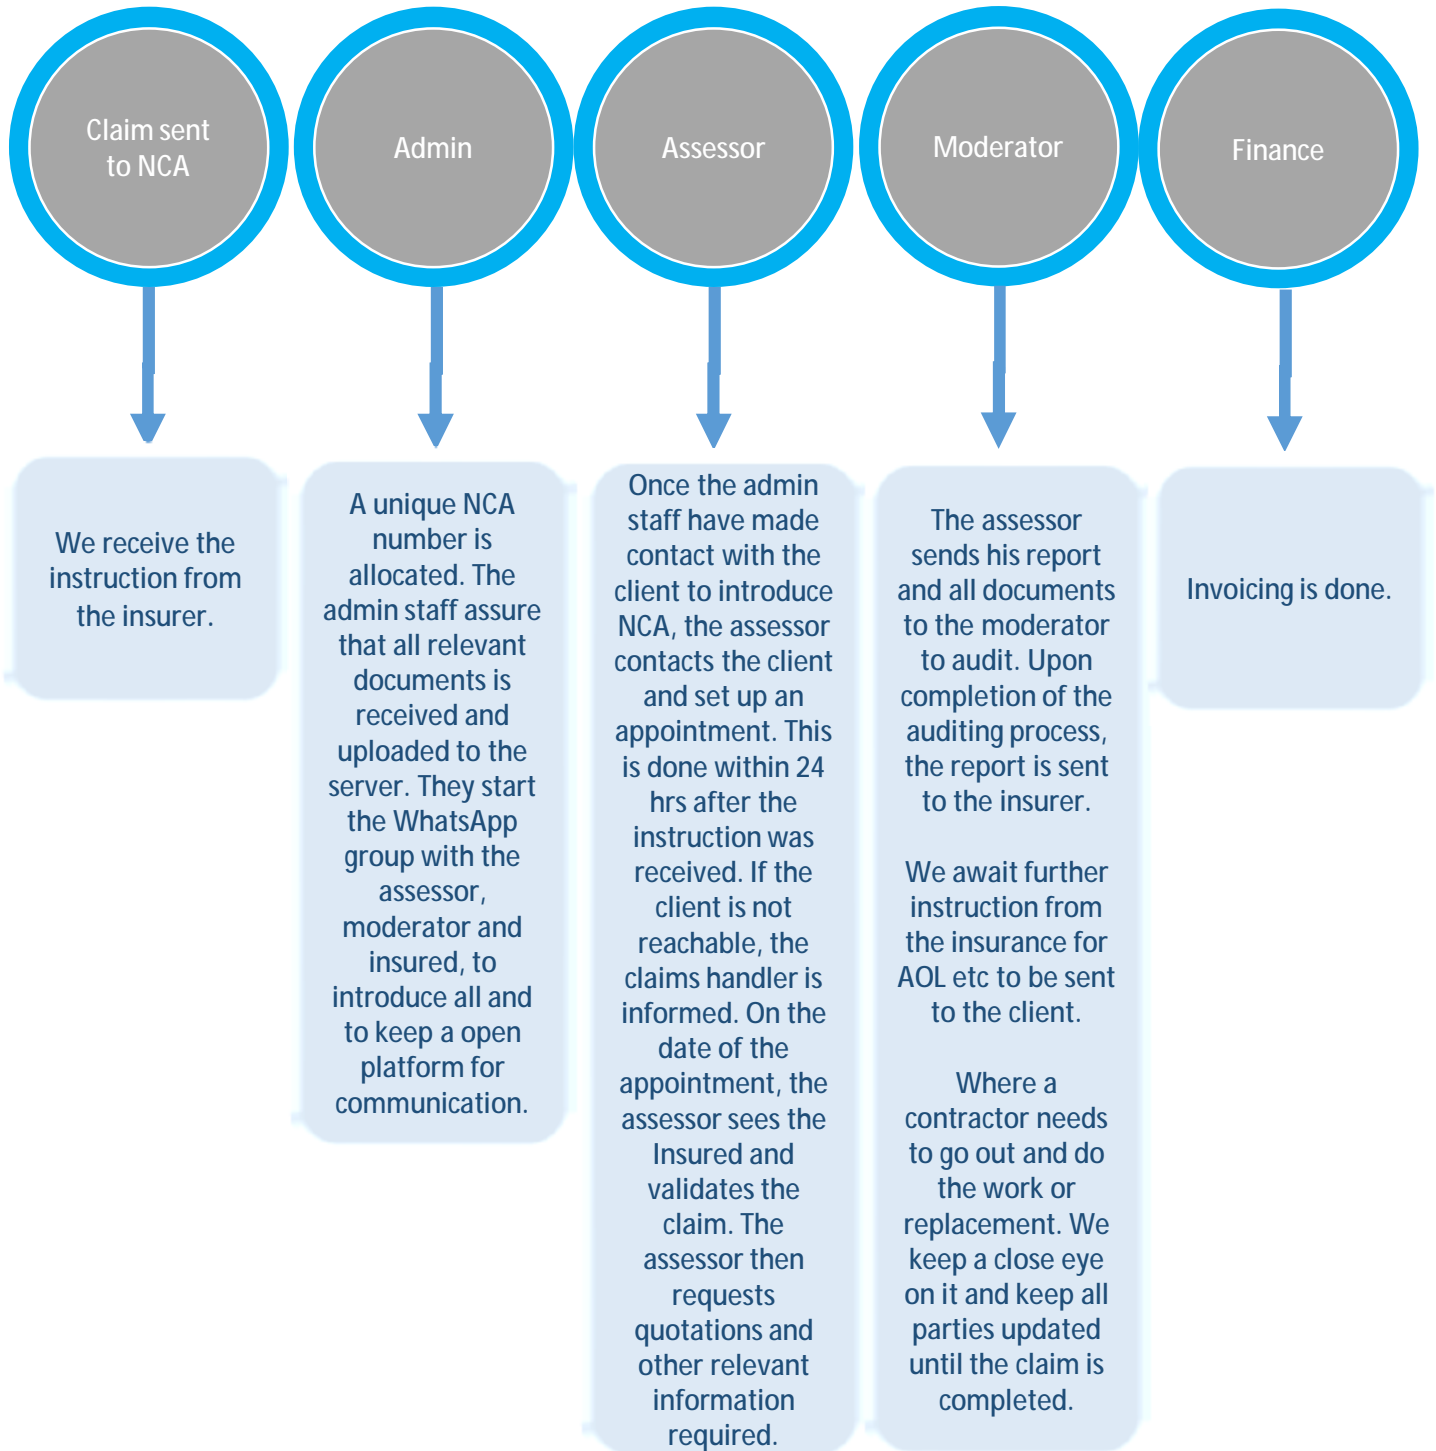 Claim sent
to NCA
Admin
Assessor
Moderator
Finance
We receive the
instruction from
the insurer.
A unique NCA
number is
allocated. The
admin staff assure
that all relevant
documents is
received and
uploaded to the
server. They start
the WhatsApp
group with the
assessor,
moderator and
insured, to
introduce all and
to keep a open
platform for
communication.
Once the admin
staff have made
contact with the
client to introduce
NCA, the assessor
contacts the client
and set up an
appointment. This
is done within 24
hrs after the
instruction was
received. If the
client is not
reachable, the
claims handler is
informed. On the
date of the
appointment, the
assessor sees the
Insured and
validates the
claim. The
assessor then
requests
quotations and
other relevant
information
required.
The assessor
sends his report
and all documents
to the moderator
to audit. Upon
completion of the
auditing process,
the report is sent
to the insurer.
We await further
instruction from
the insurance for
AOL etc to be sent
to the client.
Where a
contractor needs
to go out and do
the work or
replacement. We
keep a close eye
on it and keep all
parties updated
until the claim is
completed.
Invoicing is done.